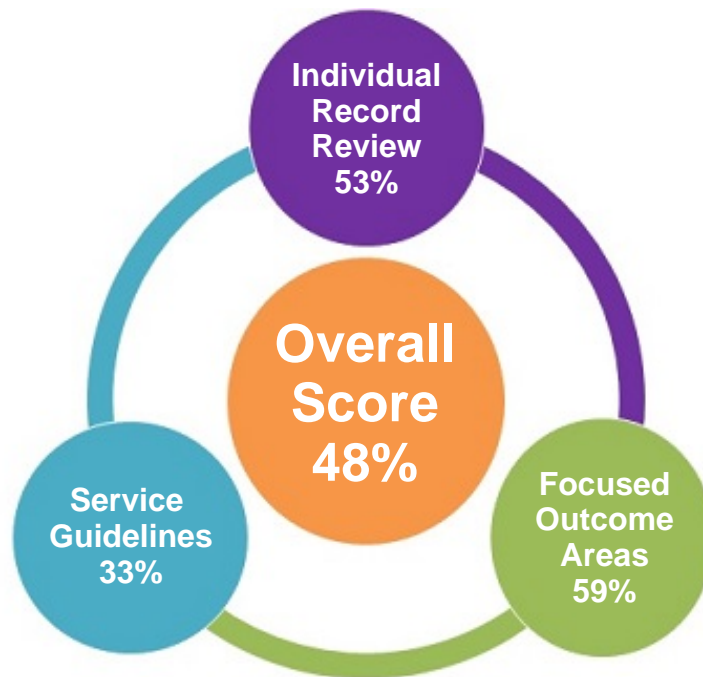 Individual
Record
Review
53%
Overall
Score
48%
Service
Guidelines
33%
Focused
Outcome
Areas
59%